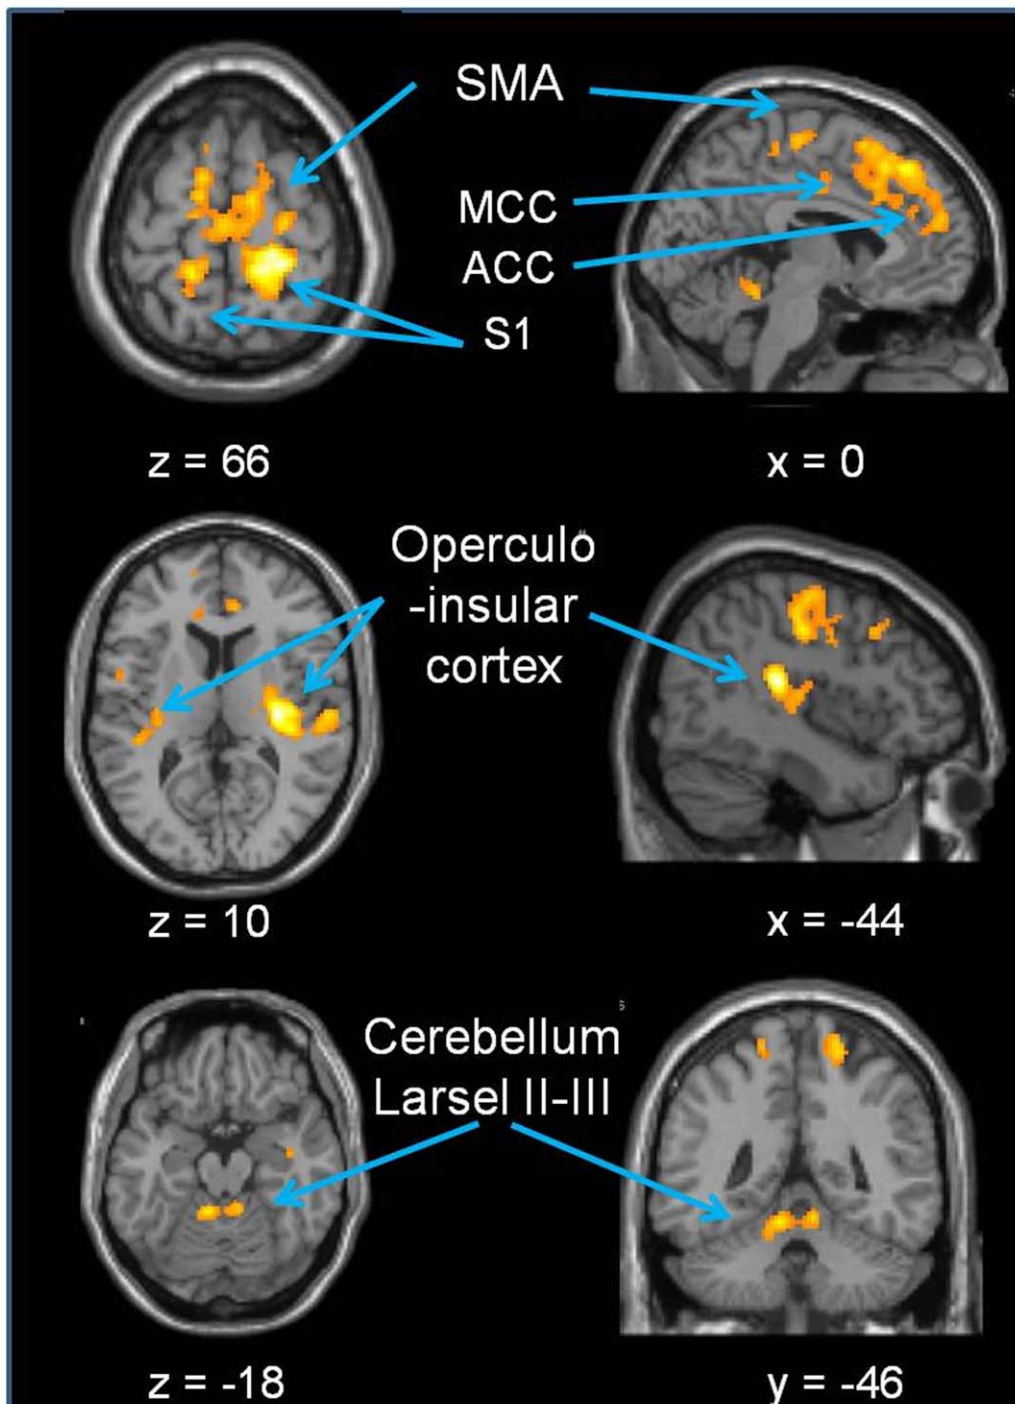 SMA
MCC
ACC
S1
z = 66
x = 0
Operculo
-insular
cortex
z = 10
x = -44
Cerebellum
Larsel II-III
z = -18
y = -46